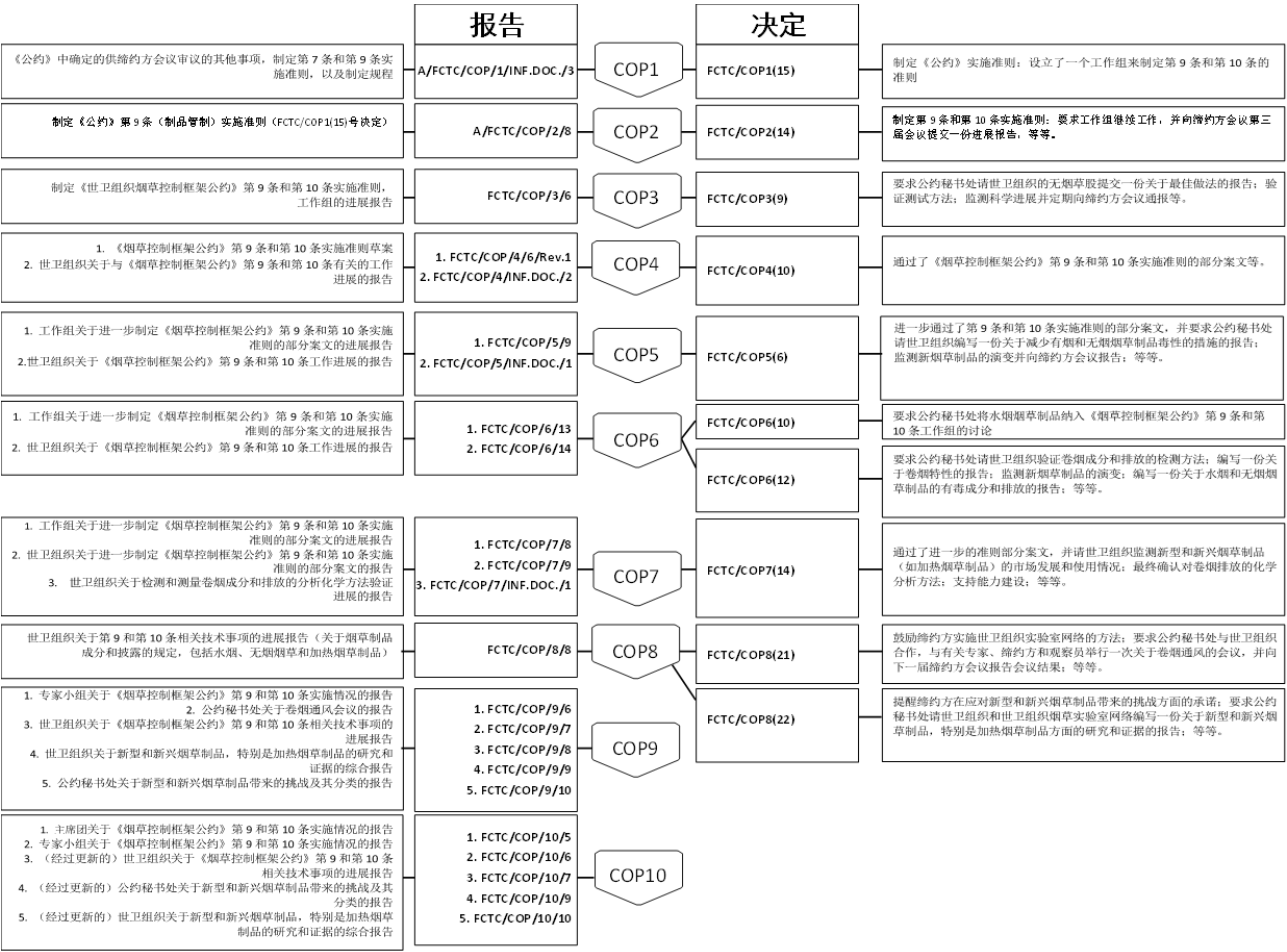 报告
决定
《公约》中确定的供缔约方会议审议的其他事项，制定第 7 条和第 9 条实
施准则，以及制定规程
A/FCTC/COP/1/INF.DOC./3
COP1
FCTC/COP1(15)
制定《公约》实施准则：设立了一个工作组来制定第 9 条和第 10 条的
准则
制定《公约》第 9 条（制品管制）实施准则（FCTC/COP1(15)号决定）
A/FCTC/COP/2/8
COP2
FCTC/COP2(14)
制定第 9 条和第 10 条实施准则：要求工作组继续工作，并向缔约方会议第三
届会议提交一份进展报告；等等。
制定《世卫组织烟草控制框架公约》第 9 条和第 10 条实施准则，
工作组的进展报告
FCTC/COP/3/6
COP3
FCTC/COP3(9)
要求公约秘书处请世卫组织的无烟草股提交一份关于最佳做法的报告；验
证测试方法；监测科学进展并定期向缔约方会议通报等。
1. 《烟草控制框架公约》第 9 条和第 10 条实施准则草案
2. 世卫组织关于与《烟草控制框架公约》第 9 条和第 10 条有关的工作
进展的报告
1. FCTC/COP/4/6/Rev.1
2. FCTC/COP/4/INF.DOC./2
COP4
FCTC/COP4(10)
通过了《烟草控制框架公约》第 9 条和第 10 条实施准则的部分案文等。
1. 工作组关于进一步制定《烟草控制框架公约》第 9 条和第 10 条实施
准则的部分案文的进展报告
2.世卫组织关于《烟草控制框架公约》第 9 条和第 10 条工作进展的报告
1. FCTC/COP/5/9
2. FCTC/COP/5/INF.DOC./1
COP5
FCTC/COP5(6)
进一步通过了第 9 条和第 10 条实施准则的部分案文，并要求公约秘书处
请世卫组织编写一份关于减少有烟和无烟烟草制品毒性的措施的报告；
监测新烟草制品的演变并向缔约方会议报告；等等。
1. 工作组关于进一步制定《烟草控制框架公约》第 9 条和第 10 条实施
准则的部分案文的进展报告
2. 世卫组织关于《烟草控制框架公约》第 9 条和第 10 条工作进展的报告
1. FCTC/COP/6/13
2. FCTC/COP/6/14
COP6
FCTC/COP6(10)
要求公约秘书处将水烟烟草制品纳入《烟草控制框架公约》第 9 条和第
10 条工作组的讨论
FCTC/COP6(12)
要求公约秘书处请世卫组织验证卷烟成分和排放的检测方法；编写一份关
于卷烟特性的报告；监测新烟草制品的演变；编写一份关于水烟和无烟烟
草制品的有毒成分和排放的报告；等等。
1. 工作组关于进一步制定《烟草控制框架公约》第 9 条和第 10 条实施
准则的部分案文的进展报告
2. 世卫组织关于进一步制定《烟草控制框架公约》第 9 条和第 10 条实施
准则的部分案文的报告
3. 世卫组织关于检测和测量卷烟成分和排放的分析化学方法验证
进展的报告
1. FCTC/COP/7/8
2. FCTC/COP/7/9
3. FCTC/COP/7/INF.DOC./1
COP7
FCTC/COP7(14)
通过了进一步的准则部分案文，并请世卫组织监测新型和新兴烟草制品
（如加热烟草制品）的市场发展和使用情况；最终确认对卷烟排放的化学
分析方法；支持能力建设；等等。
世卫组织关于第 9 和第 10 条相关技术事项的进展报告（关于烟草制品
成分和披露的规定，包括水烟、无烟烟草和加热烟草制品）
FCTC/COP/8/8
COP8
FCTC/COP8(21)
鼓励缔约方实施世卫组织实验室网络的方法；要求公约秘书处与世卫组织
合作，与有关专家、缔约方和观察员举行一次关于卷烟通风的会议，并向
下一届缔约方会议报告会议结果；等等。
FCTC/COP8(22)
提醒缔约方在应对新型和新兴烟草制品带来的挑战方面的承诺；要求公约
秘书处请世卫组织和世卫组织烟草实验室网络编写一份关于新型和新兴烟
草制品，特别是加热烟草制品方面的研究和证据的报告；等等。
1. 专家小组关于《烟草控制框架公约》第 9 和第 10 条实施情况的报告
2. 公约秘书处关于卷烟通风会议的报告
3. 世卫组织关于《烟草控制框架公约》第 9 和第 10 条相关技术事项的
进展报告
4. 世卫组织关于新型和新兴烟草制品，特别是加热烟草制品的研究和
证据的综合报告
5. 公约秘书处关于新型和新兴烟草制品带来的挑战及其分类的报告
1. FCTC/COP/9/6
2. FCTC/COP/9/7
3. FCTC/COP/9/8
4. FCTC/COP/9/9
5. FCTC/COP/9/10
COP9
1. 主席团关于《烟草控制框架公约》第 9 和第 10 条实施情况的报告
2. 专家小组关于《烟草控制框架公约》第 9 和第 10 条实施情况的报告
3. （经过更新的）世卫组织关于《烟草控制框架公约》第 9 和第 10 条
相关技术事项的进展报告
4. （经过更新的）公约秘书处关于新型和新兴烟草制品带来的挑战及其
分类的报告
5. （经过更新的）世卫组织关于新型和新兴烟草制品，特别是加热烟草
制品的研究和证据的综合报告
1. FCTC/COP/10/5
2. FCTC/COP/10/6
3. FCTC/COP/10/7
4. FCTC/COP/10/9
5. FCTC/COP/10/10
COP10